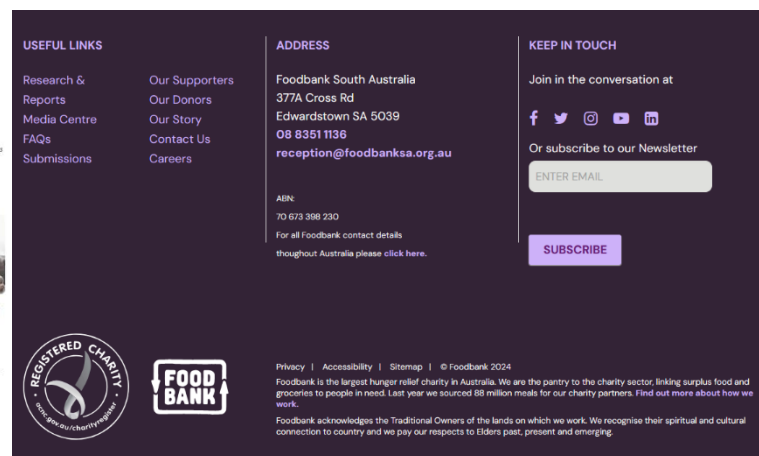 USEFUL LINKS
Research &
Reports
Media Centre
FAQs
Submissions
Our Supporters
Our Donors
Our Story
Contact Us
Careers
ADDRESS
Foodbank South Australia
377A Cross Rd
Edwardstown SA 5039
08 8351 1136
reception@foodbanksa.org.au
ABN:
70 673 398 230
For all Foodbank contact details
thoughout Australia please click here.
KEEP IN TOUCH
Join in the conversation at
Or subscribe to our Newsletter
ENTER EMAIL
SUBSCRIBE
REGISTERED CHARITY
acnc.gov.au/charityregister
FOOD
BANK
Privacy | Accessibility | Sitemap | © Foodbank 2024
Foodbank is the largest hunger relief charity in Australia. We are the pantry to the charity sector, linking surplus food and
groceries to people in need. Last year we sourced 88 million meals for our charity partners. Find out more about how we
work.
Foodbank acknowledges the Traditional Owners of the lands on which we work. We recognise their spiritual and cultural
connection to country and we pay our respects to Elders past, present and emerging.